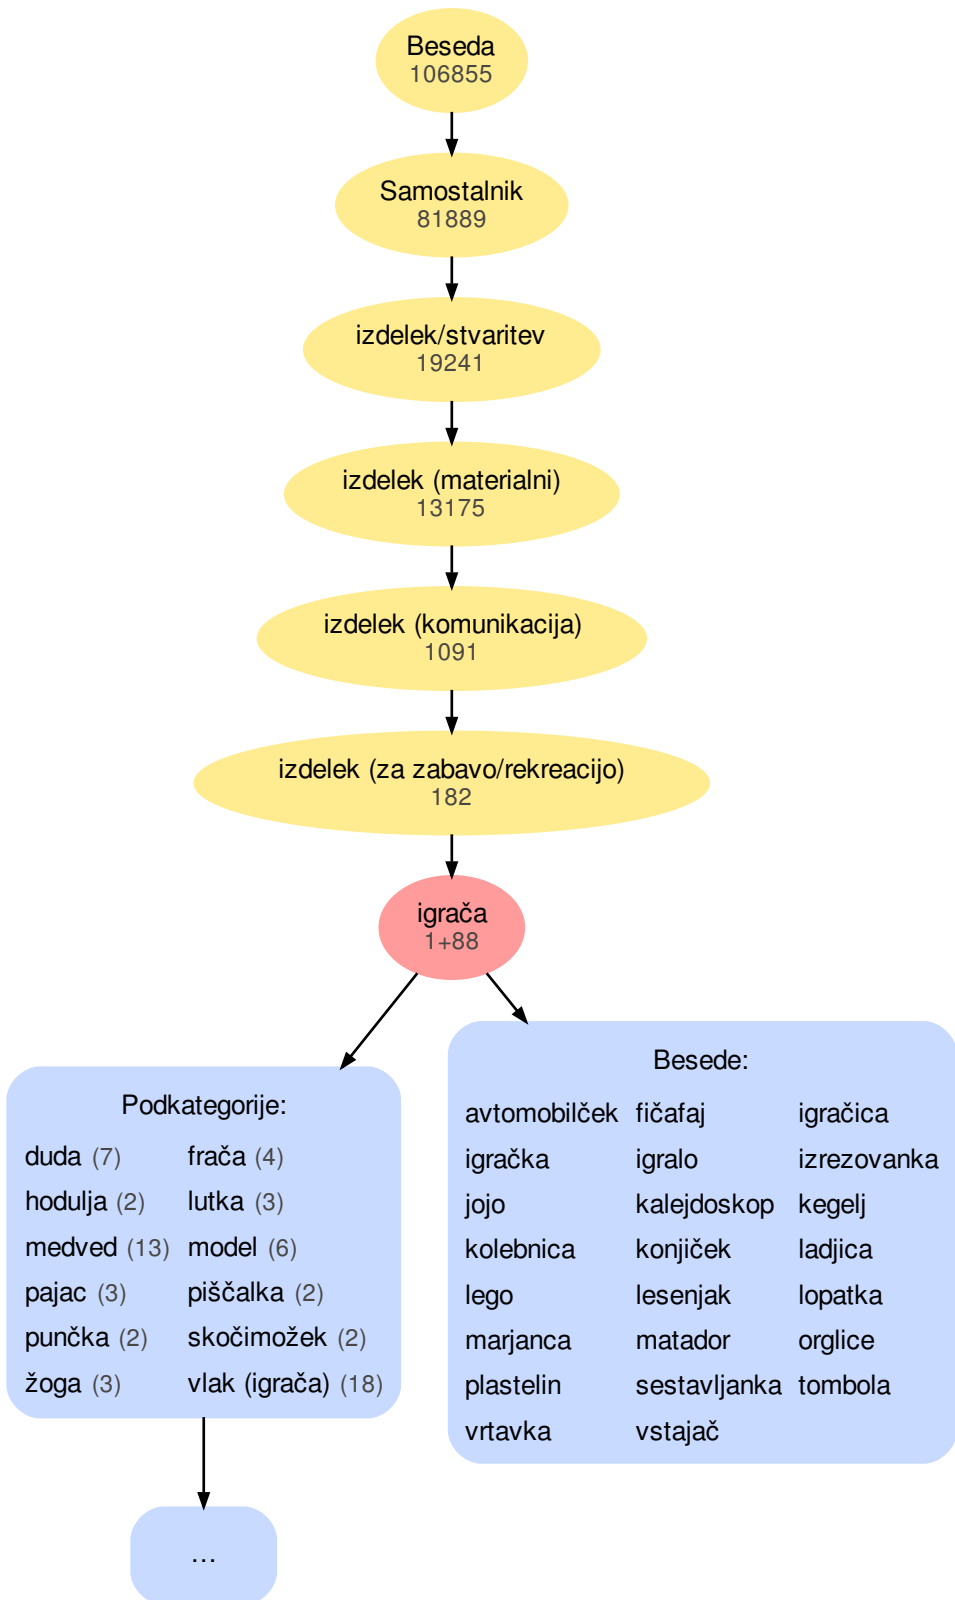 Beseda
106855
Samostalnik
81889
izdelek/stvaritev
19241
izdelek (materialni)
13175
izdelek (komunikacija)
1091
izdelek (za zabavo/rekreacijo)
182
igrača
1+88
Podkategorije:
duda (7) frača (4)
hodulja (2) lutka (3)
medved (13) model (6)
pajac (3) piščalka (2)
punčka (2) skočimožek (2)
žoga (3) vlak (igrača) (18)
...
Besede:
avtomobilček fičafaj igračica
igračka igralo izrezovanka
jojo kalejdoskop kegelj
kolebnica konjiček ladjica
lego lesenjak lopatka
marjanca matador orglice
plastelin sestavljanka tombola
vrtavka vstajač